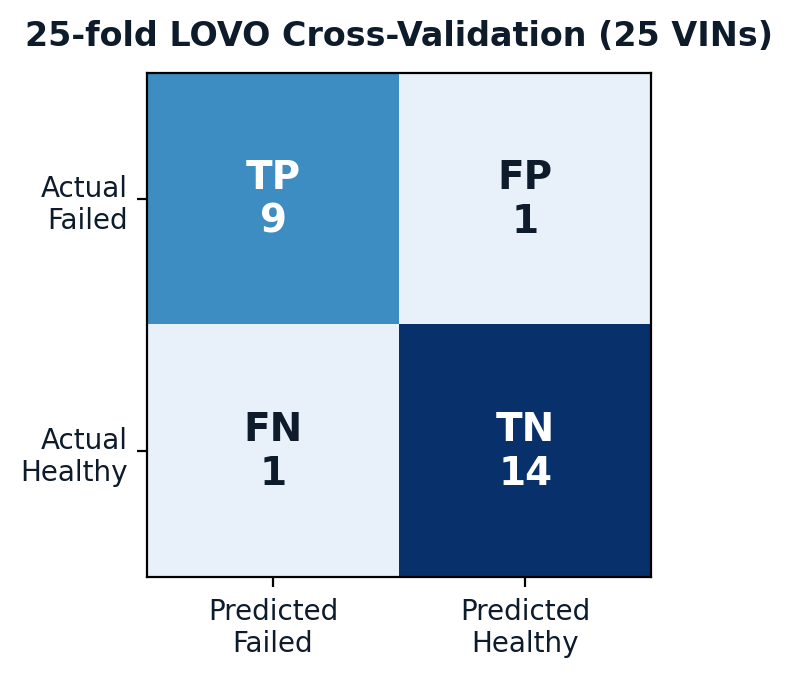 25-fold LOVO Cross-Validation (25 VINs)
Actual
Failed
TP
9
FP
1
Actual
Healthy
FN
1
TN
14
Predicted
Failed
Predicted
Healthy